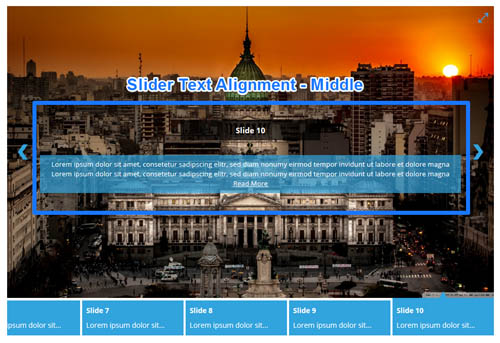 Slider Text Alignment - Middle
Slide 10
Lorem ipsum dolor sit amet, consetetur sadipscing elitr, sed diam nonumy eirmod tempor invidunt ut labore et dolore magna
Lorem ipsum dolor sit amet, consetetur sadipscing elitr, sed diam nonumy eirmod tempor invidunt ut labore et dolore magna
Read More
Slide 7
Slide 8
Slide 9
Slide 10
psum dolor sit...
Lorem ipsum dolor sit...
Lorem ipsum dolor sit...
Lorem ipsum dolor sit...
Lorem ipsum dolor sit...